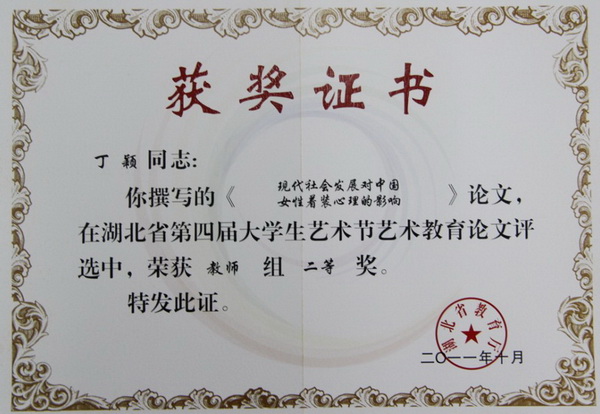 获奖证书
丁颖同志:
你撰写的《现代社会发展对中国
女性着装心理的影响》论文,
在湖北省第四届大学生艺术节艺术教育论文评
选中,荣获教师组二等奖。
特发此证。
湖北省教育厅
二〇一一年十月